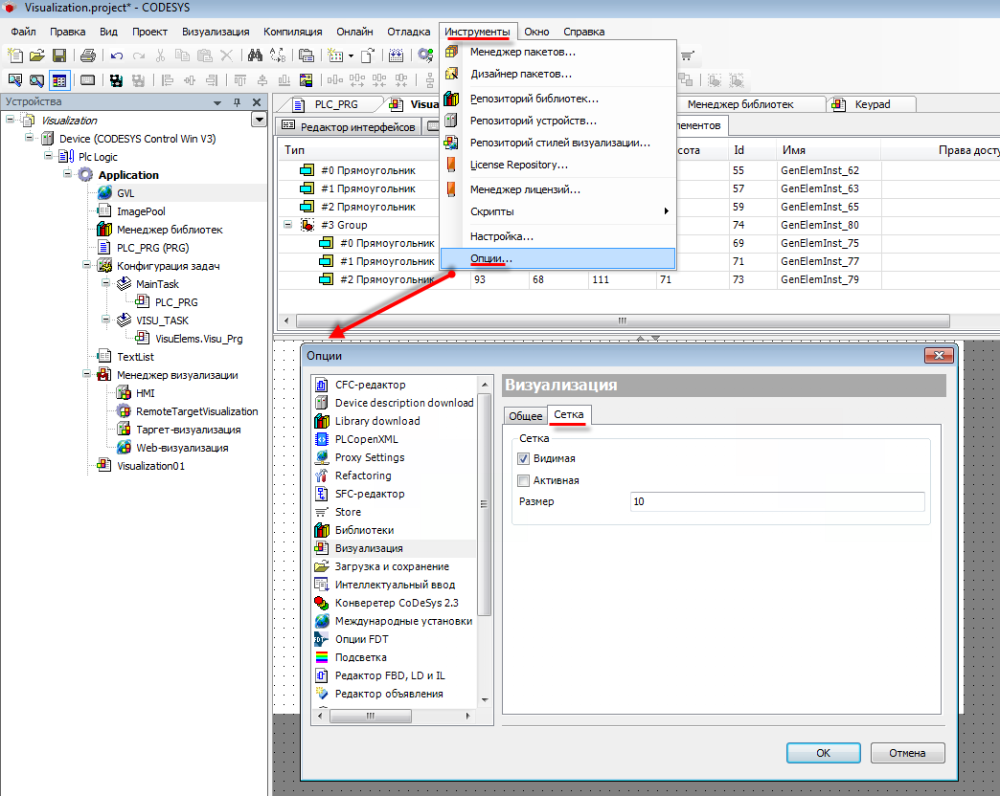 Visualization.project* - CODESYS
Файл Правка Вид Проект Визуализация Компиляция Онлайн Отладка Инструменты Окно Справка
Менеджер пакетов...
Дизайнер пакетов...
Репозиторий библиотек...
Репозиторий устройств...
Репозиторий стилей визуализации...
License Repository...
Менеджер лицензий...
Скрипты
Настройка...
Опции...
Устройства
Visualization
Device (CODESYS Control Win V3)
Plc Logic
Application
GVL
ImagePool
Менеджер библиотек
PLC_PRG (PRG)
Конфигурация задач
MainTask
PLC_PRG
VISU_TASK
VisuElems.Visu_Prg
TextList
Менеджер визуализации
HMI
RemoteTargetVisualization
Таргет-визуализация
Web-визуализация
Visualization01
PLC_PRG Visua Менеджер библиотек Keypad
Редактор интерфейсов лементов
Тип сота Id Имя Права досту
#0 Прямоугольник 55 GenElemInst_62
#1 Прямоугольник 57 GenElemInst_63
#2 Прямоугольник 59 GenElemInst_65
#3 Group 74 GenElemInst_80
#0 Прямоугольник 69 GenElemInst_75
#1 Прямоугольник 71 GenElemInst_77
#2 Прямоугольник 93 68 111 71 73 GenElemInst_79
Опции
CFC-редактор
Device description download
Library download
PLCopenXML
Proxy Settings
Refactoring
SFC-редактор
Store
Библиотеки
Визуализация
Загрузка и сохранение
Интеллектуальный ввод
Конверетер CoDeSys 2.3
Международные установки
Опции FDT
Подсветка
Редактор FBD, LD и IL
Редактор объявления
Визуализация
Общее Сетка
Сетка
Видимая
Активная
Размер 10
OK Отмена